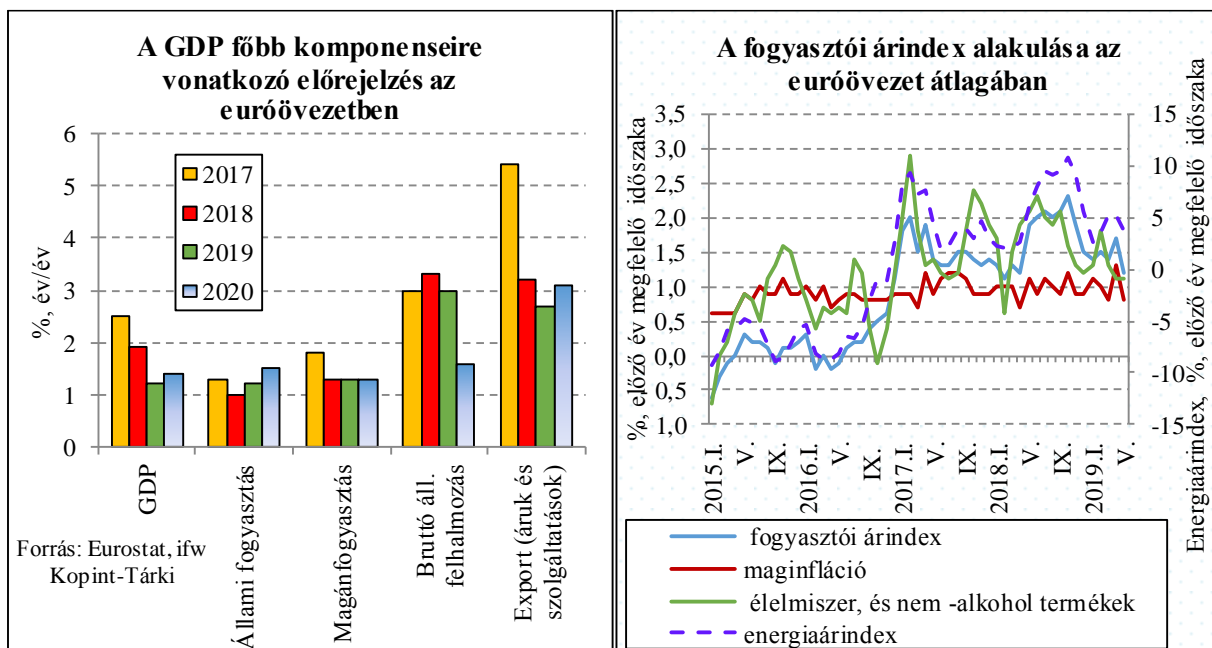 A GDP főbb komponenseire
vonatkozó előrejelzés az
euróövezetben
%, év/év
6
5
4
3
2
1
0
2017
2018
2019
2020
GDP
Állami fogyasztás
Magánfogyasztás
Bruttó áll.
felhalmozás
Export (áruk és
szolgáltatások)
Forrás: Eurostat, ifw
Kopint-Tárki
A fogyasztói árindex alakulása az
euróövezet átlagában
%, előző év megfelelő időszaka
3,5
3,0
2,5
2,0
1,5
1,0
0,5
0,0
0,5
1,0
15
10
5
0
-5
-10
-15
Energiaárindex, %, előző év megfelelő időszaka
2015.I.
V.
IX.
2016.I.
V.
IX.
2017.I.
V.
IX.
2018.I.
V.
IX.
2019.I.
V.
fogyasztói árindex
maginfláció
élelmiszer, és nem -alkohol termékek
energiaárindex